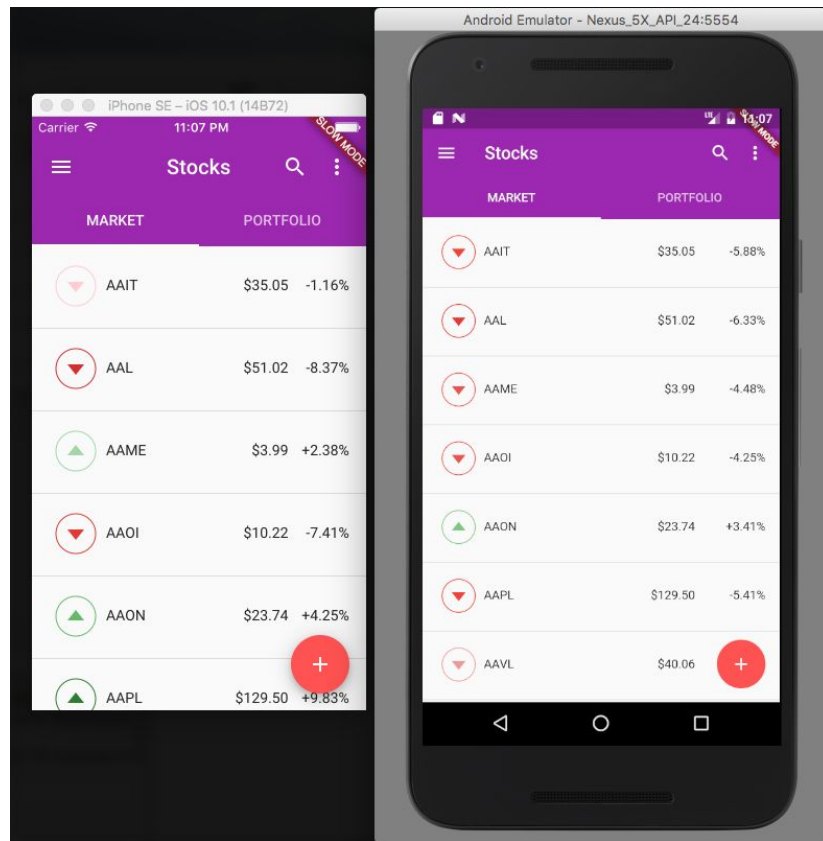 Android Emulator - Nexus_5X_API_24:5554
iPhone SE – iOS 10.1 (14B72)
Carrier 11:07 PM
SLOW MODE
Stocks
MARKET PORTFOLIO
AAIT $35.05 -1.16%
AAL $51.02 -8.37%
AAME $3.99 +2.38%
AAOI $10.22 -7.41%
AAON $23.74 +4.25%
+
AAPL $129.50 +9.83%
11:07
SLOW MODE
Stocks
MARKET PORTFOLIO
AAIT $35.05 -5.88%
AAL $51.02 -6.33%
AAME $3.99 -4.48%
AAOI $10.22 -4.25%
AAON $23.74 +3.41%
AAPL $129.50 -5.41%
AAVL $40.06 +